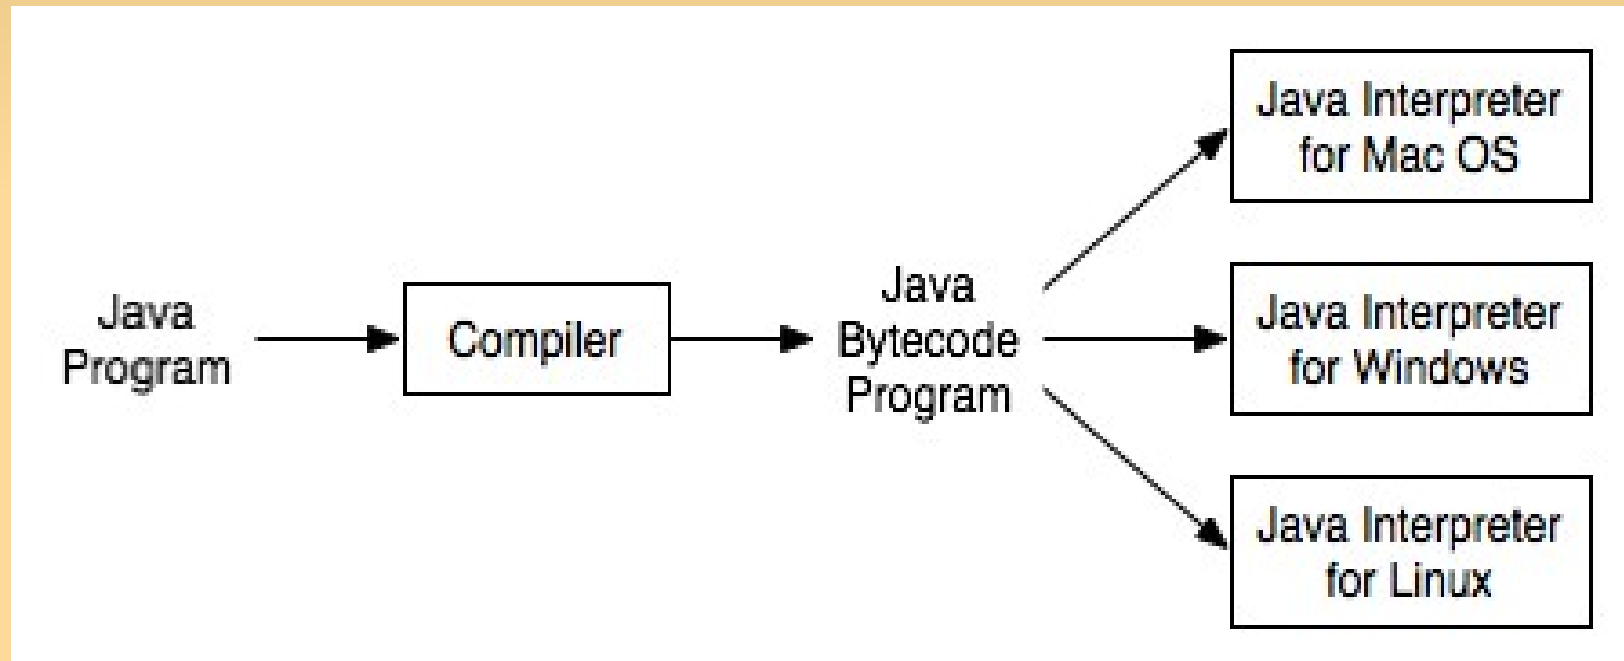 Java
Program
Compiler
Java
Bytecode
Program
Java Interpreter
for Mac OS
Java Interpreter
for Windows
Java Interpreter
for Linux